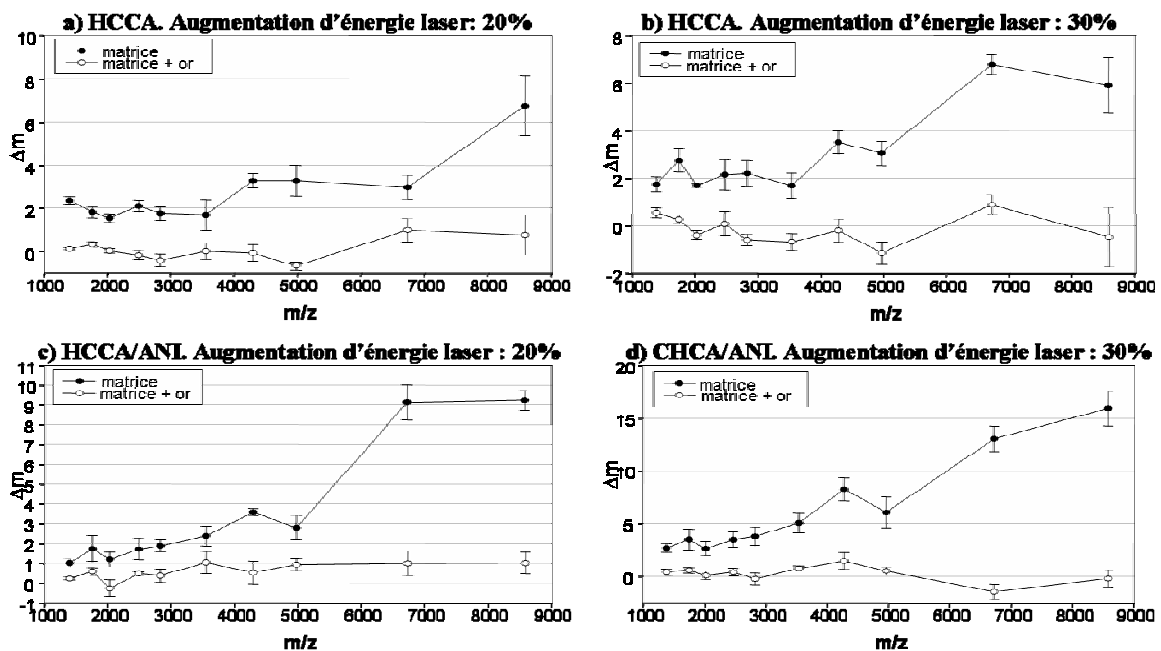 a) HCCA. Augmentation d'énergie laser: 20%
10
8
6
4
2
0
Δm
matrice
matrice + or
1000 2000 3000 4000 5000 6000 7000 8000 9000
m/z
b) HCCA. Augmentation d'énergie laser : 30%
8
6
4
2
0
-2
Δm
matrice
matrice + or
1000 2000 3000 4000 5000 6000 7000 8000 9000
m/z
c) HCCA/ANI. Augmentation d'énergie laser : 20%
11
10
9
8
7
6
5
4
3
2
1
0
-1
Δm
matrice
matrice + or
1000 2000 3000 4000 5000 6000 7000 8000 9000
m/z
d) CHCA/ANI. Augmentation d'énergie laser : 30%
20
15
10
5
0
Δm
matrice
matrice + or
1000 2000 3000 4000 5000 6000 7000 8000 9000
m/z